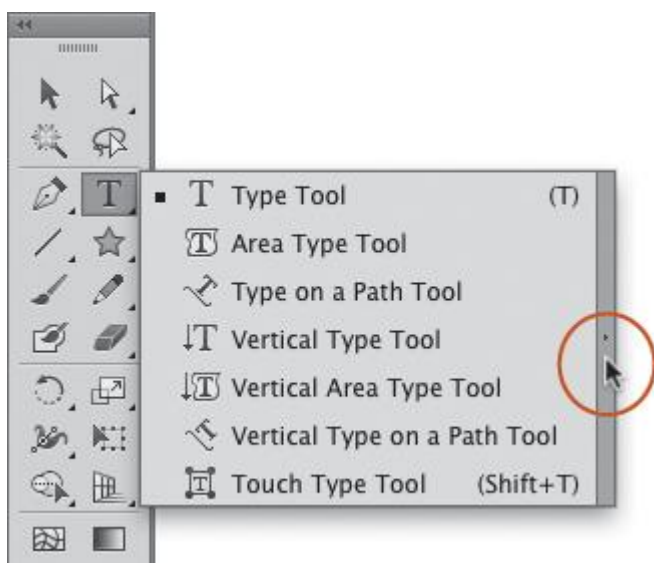 Type Tool (T)
Area Type Tool
Type on a Path Tool
Vertical Type Tool
Vertical Area Type Tool
Vertical Type on a Path Tool
Touch Type Tool (Shift+T)